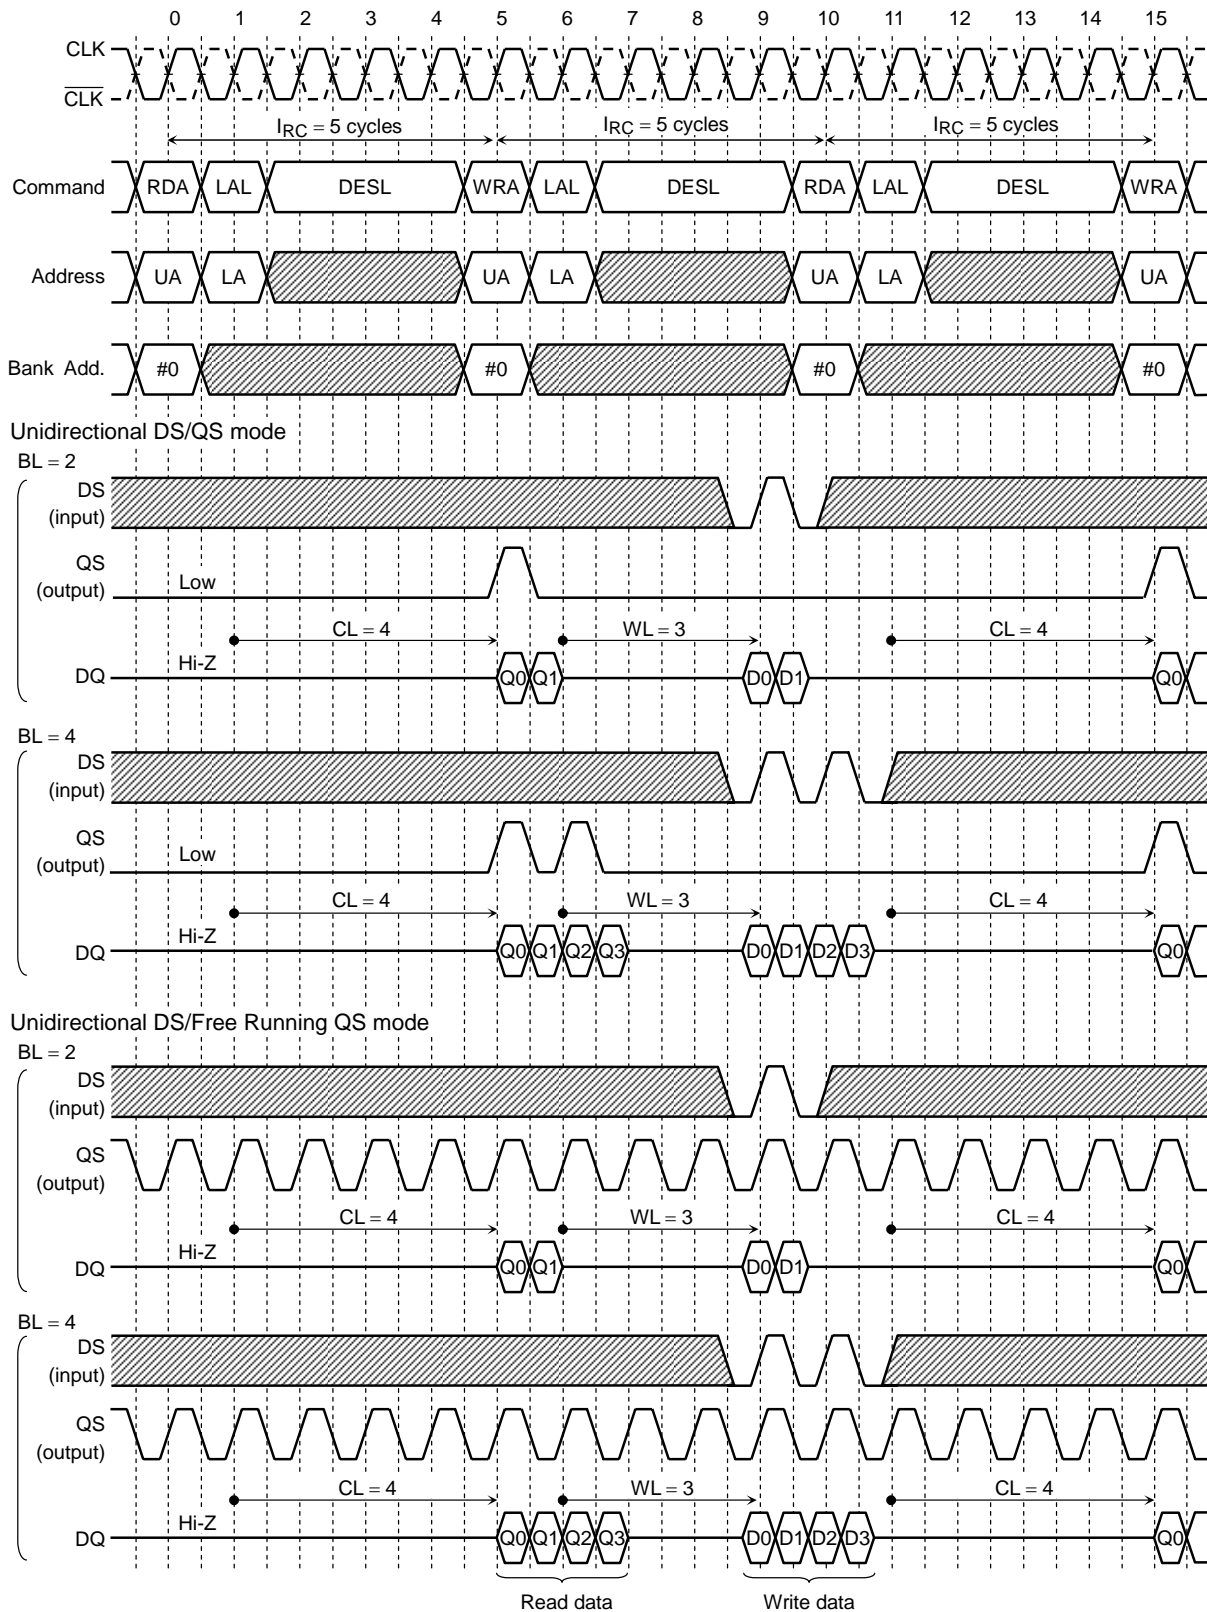 0 1 2 3 4 5 6 7 8 9 10 11 12 13 14 15
CLK
CLK
IRC = 5 cycles IRC = 5 cycles IRC = 5 cycles
Command RDA LAL DESL WRA LAL DESL RDA LAL DESL WRA
Address UA LA UA LA UA LA UA
Bank Add. #0 #0 #0 #0
Unidirectional DS/QS mode
BL = 2
DS
(input)
QS
(output) Low
CL = 4 WL = 3 CL = 4
DQ Hi-Z Q0 Q1 D0 D1 Q0
BL = 4
DS
(input)
QS
(output) Low
CL = 4 WL = 3 CL = 4
DQ Hi-Z Q0 Q1 Q2 Q3 D0 D1 D2 D3 Q0
Unidirectional DS/Free Running QS mode
BL = 2
DS
(input)
QS
(output)
CL = 4 WL = 3 CL = 4
DQ Hi-Z Q0 Q1 D0 D1 Q0
BL = 4
DS
(input)
QS
(output)
CL = 4 WL = 3 CL = 4
DQ Hi-Z Q0 Q1 Q2 Q3 D0 D1 D2 D3 Q0
Read data Write data